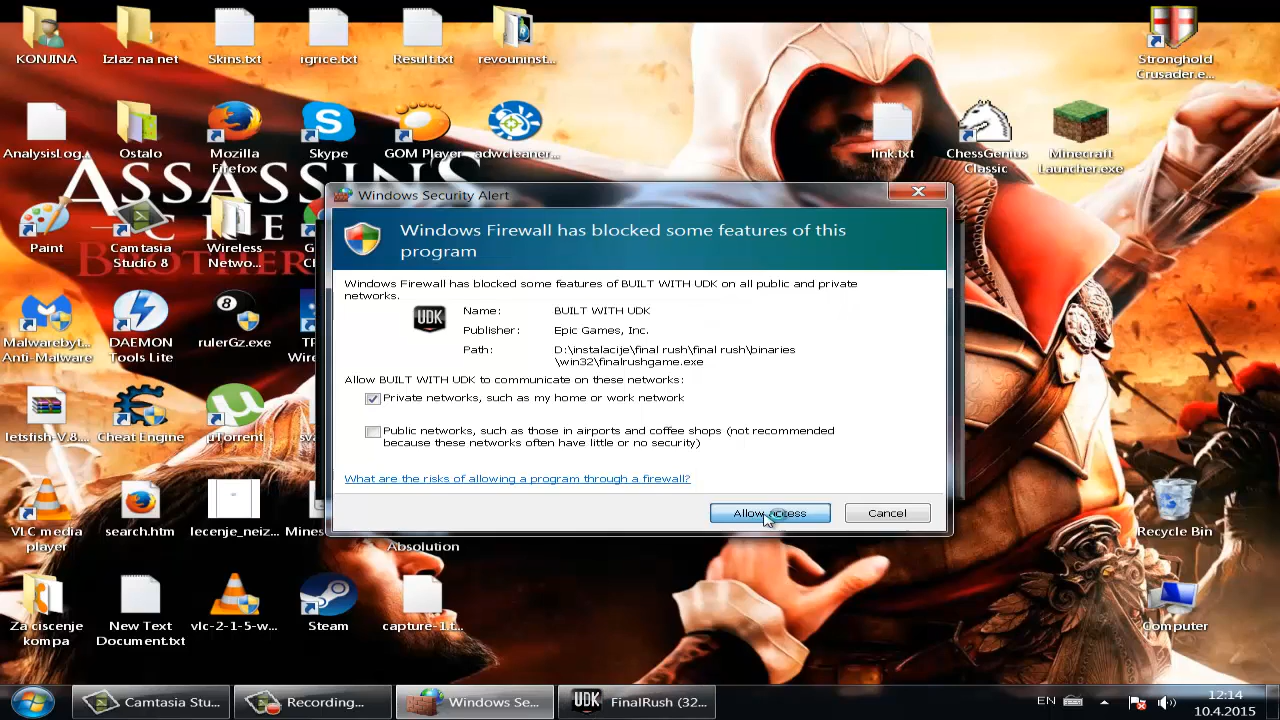 KONJINA
Izlaz na net
Skins.txt
igrice.txt
Result.txt
revouninst...
Stronghold
Crusader.e...
AnalysisLog...
Ostalo
Mozilla
Firefox
Skype
GOM Player
adwcleaner...
link.txt
ChessGenius
Classic
Minecraft
Launcher.exe
ASSASSINS
BROTHER
Paint
Camtasia
Studio 8
Wireless
Netwo...
Malwarebyt...
Anti-Malware
DAEMON
Tools Lite
8
rulerGz.exe
letsfish-V.8....
Cheat Engine
µTorrent
VLC media
player
search.htm
lecenje_neiz...
Absolution
Za ciscenje
kompa
New Text
Document.txt
vlc-2-1-5-w...
Steam
capture-1.t...
Recycle Bin
Computer
Windows Security Alert
Windows Firewall has blocked some features of this
program
Windows Firewall has blocked some features of BUILT WITH UDK on all public and private
networks.
UDK
Name: BUILT WITH UDK
Publisher: Epic Games, Inc.
Path: D:\instalacije\final rush\final rush\binaries
\win32\finalrushgame.exe
Allow BUILT WITH UDK to communicate on these networks:
Private networks, such as my home or work network
Public networks, such as those in airports and coffee shops (not recommended
because these networks often have little or no security)
What are the risks of allowing a program through a firewall?
Allow access
Cancel
Camtasia Stu...
Recording...
Windows Se...
UDK FinalRush (32...
EN
12:14
10.4.2015